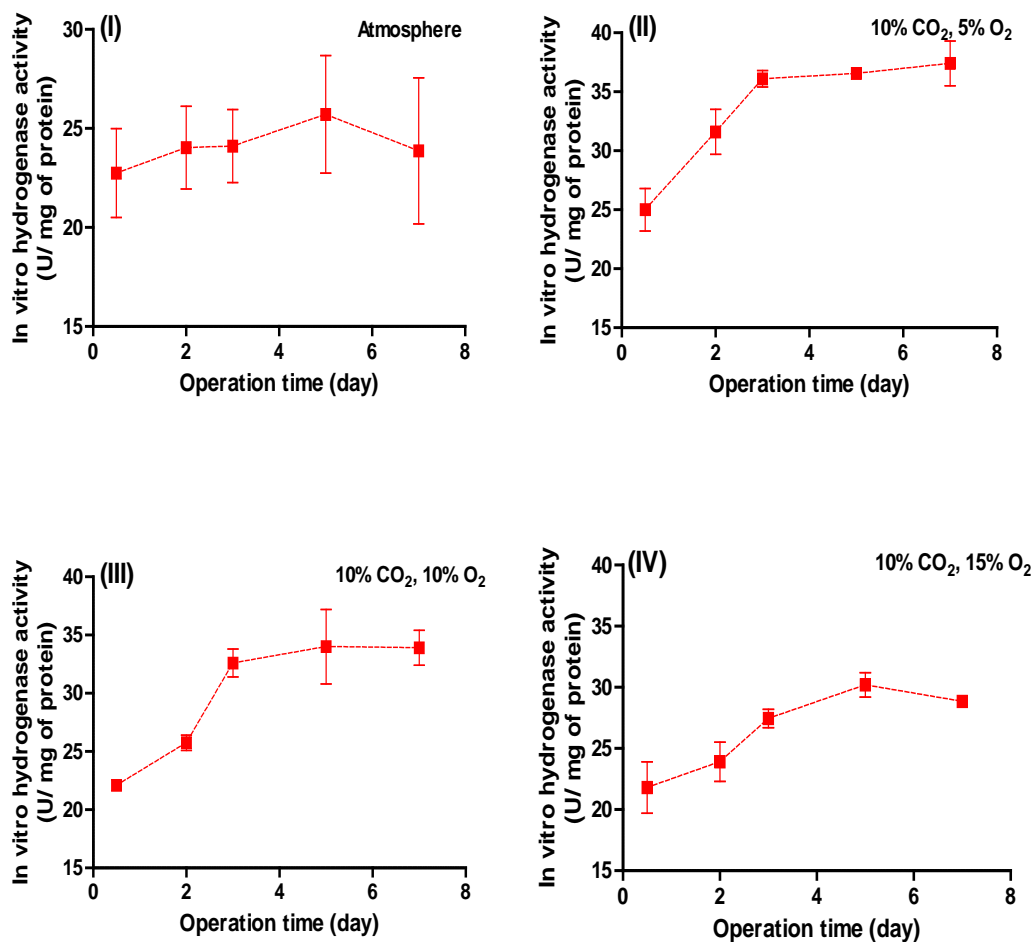 (I)
Atmosphere
In vitro hydrogenase activity
(U/ mg of protein)
30
25
20
15
0 2 4 6 8
Operation time (day)
(II)
10% CO₂, 5% O₂
In vitro hydrogenase activity
(U/ mg of protein)
40
35
30
25
20
15
0 2 4 6 8
Operation time (day)
(III)
10% CO₂, 10% O₂
In vitro hydrogenase activity
(U/ mg of protein)
40
35
30
25
20
15
0 2 4 6 8
Operation time (day)
(IV)
10% CO₂, 15% O₂
In vitro hydrogenase activity
(U/ mg of protein)
40
35
30
25
20
15
0 2 4 6 8
Operation time (day)